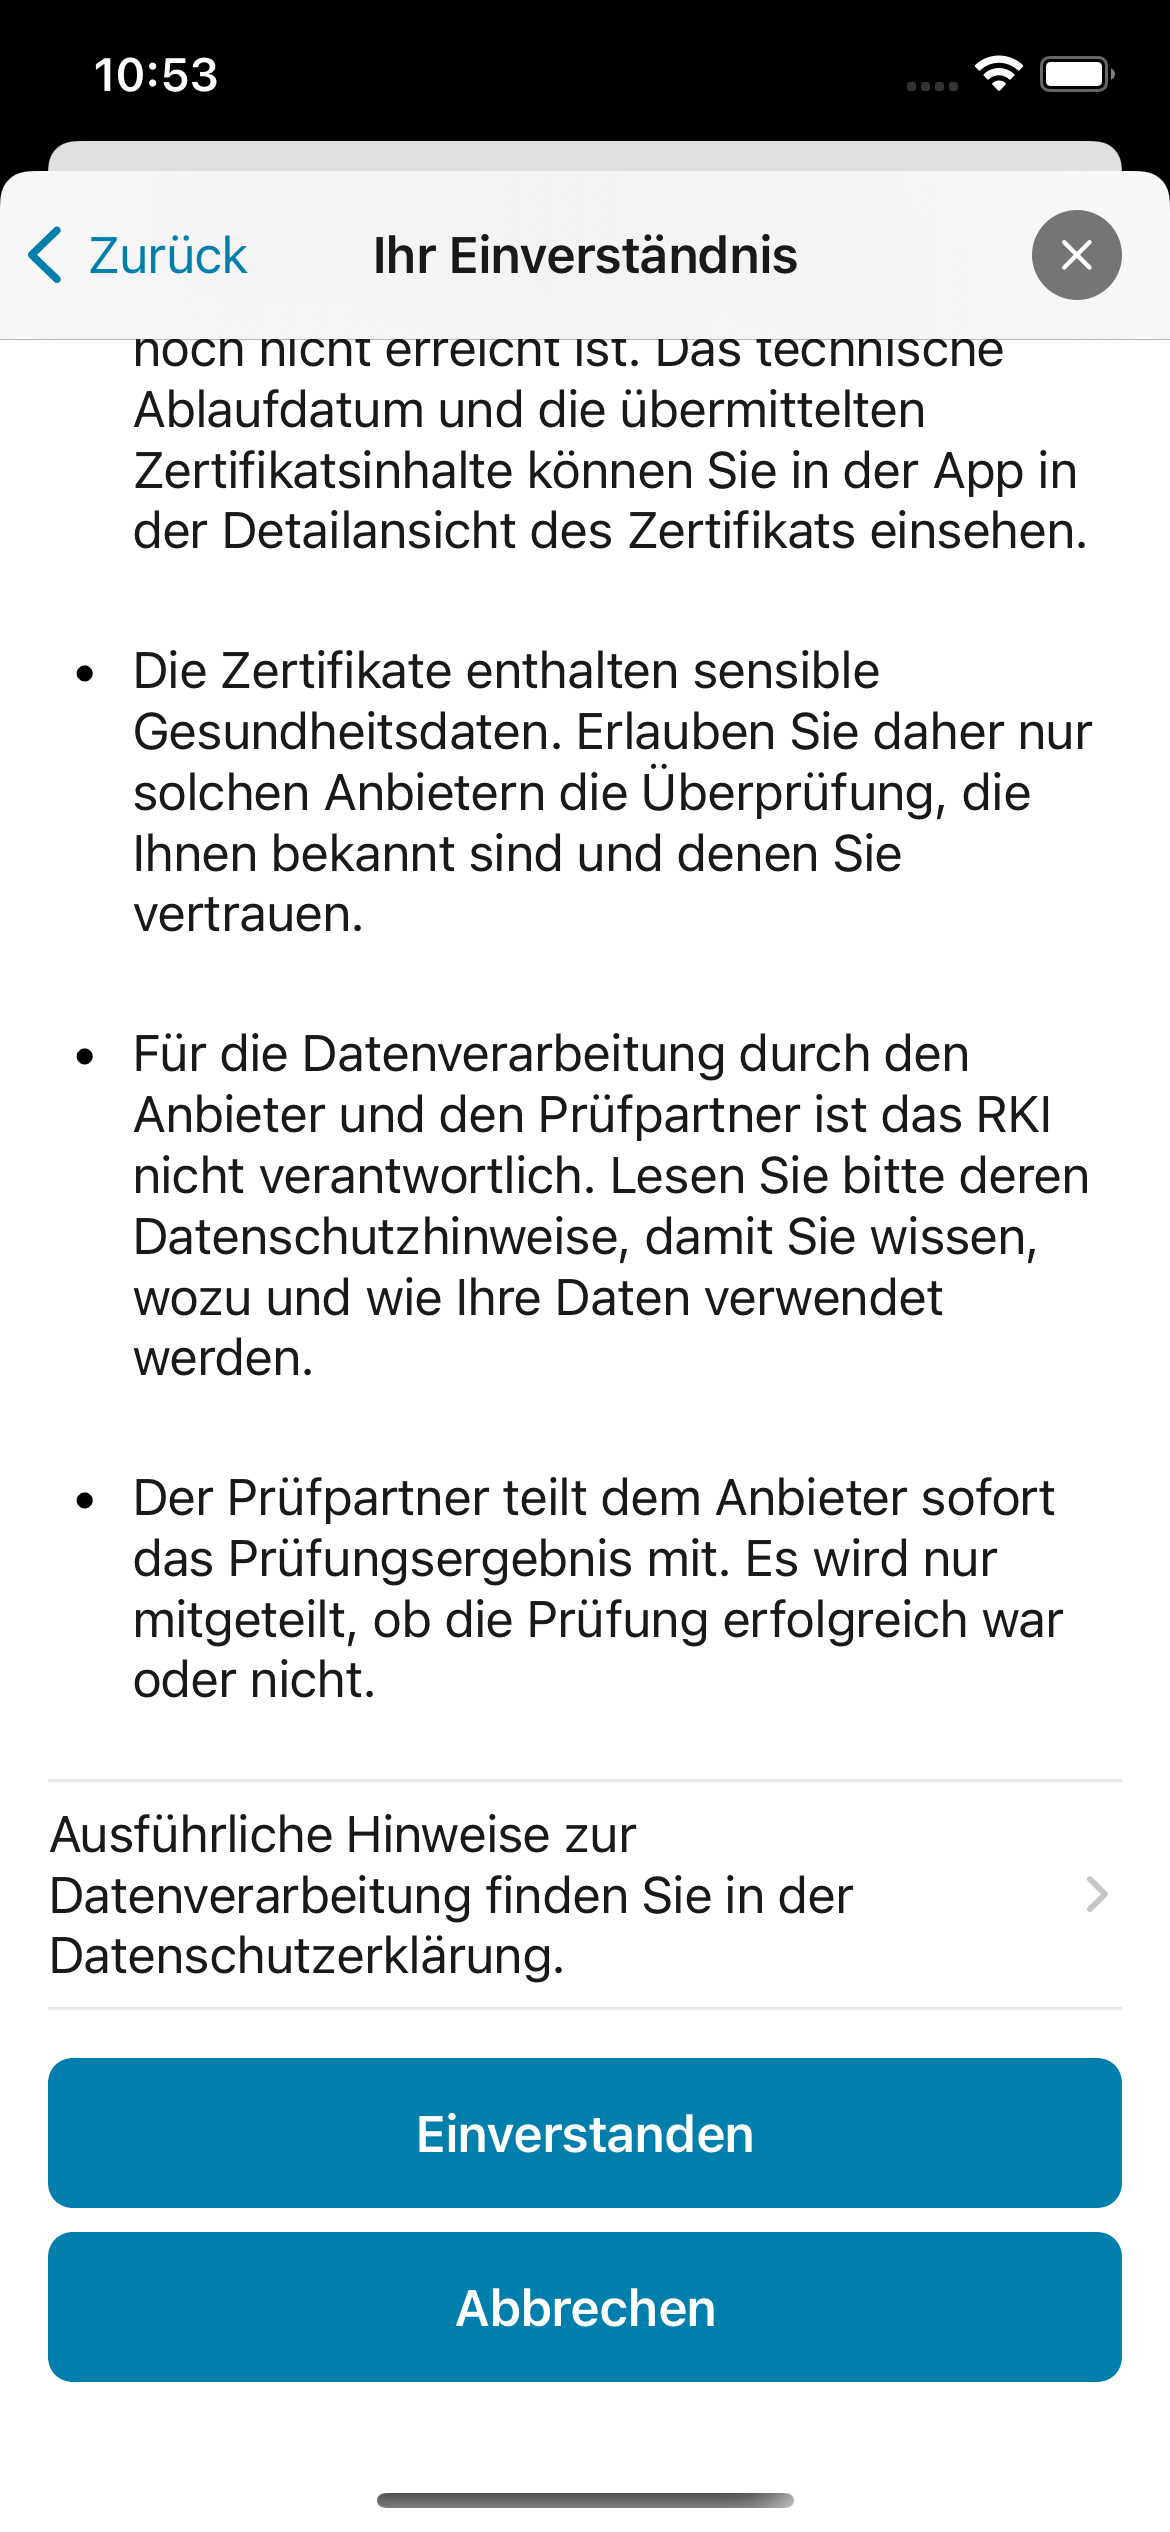 10:53
Zurück
Ihr Einverständnis
noch nicht erreicht ist. Das technische
Ablaufdatum und die übermittelten
Zertifikatsinhalte können Sie in der App in
der Detailansicht des Zertifikats einsehen.
• Die Zertifikate enthalten sensible
Gesundheitsdaten. Erlauben Sie daher nur
solchen Anbietern die Überprüfung, die
Ihnen bekannt sind und denen Sie
vertrauen.
• Für die Datenverarbeitung durch den
Anbieter und den Prüfpartner ist das RKI
nicht verantwortlich. Lesen Sie bitte deren
Datenschutzhinweise, damit Sie wissen,
wozu und wie Ihre Daten verwendet
werden.
• Der Prüfpartner teilt dem Anbieter sofort
das Prüfungsergebnis mit. Es wird nur
mitgeteilt, ob die Prüfung erfolgreich war
oder nicht.
Ausführliche Hinweise zur
Datenverarbeitung finden Sie in der
Datenschutzerklärung.
Einverstanden
Abbrechen